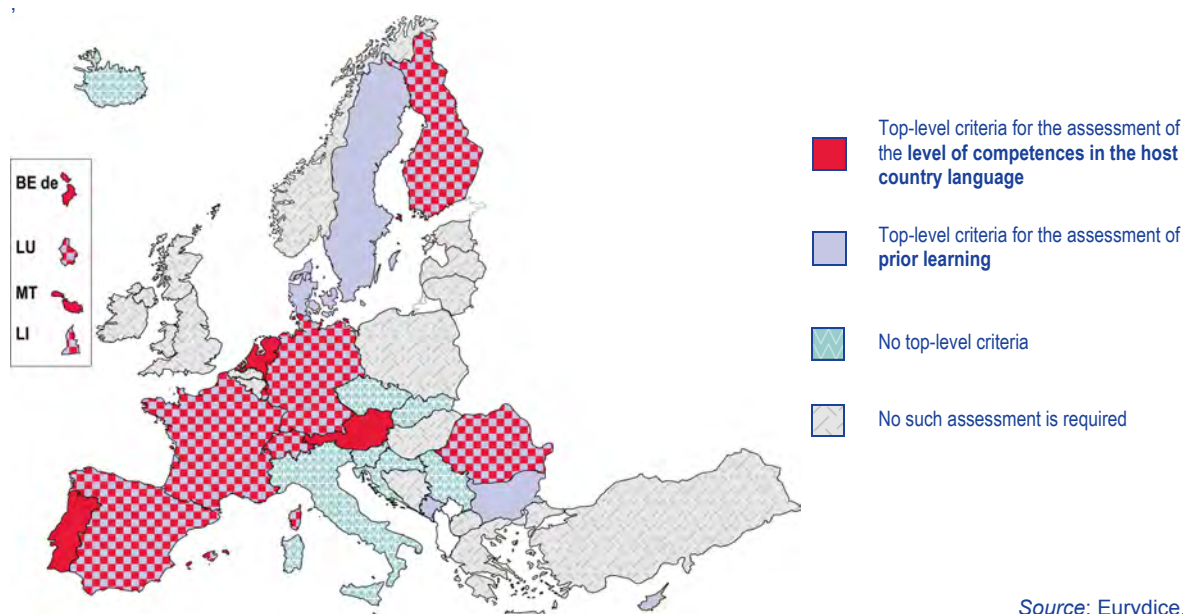 ,
BE de
LU
MT
LI
Top-level criteria for the assessment of
the level of competences in the host
country language
Top-level criteria for the assessment of
prior learning
No top-level criteria
No such assessment is required
Source: Eurydice.